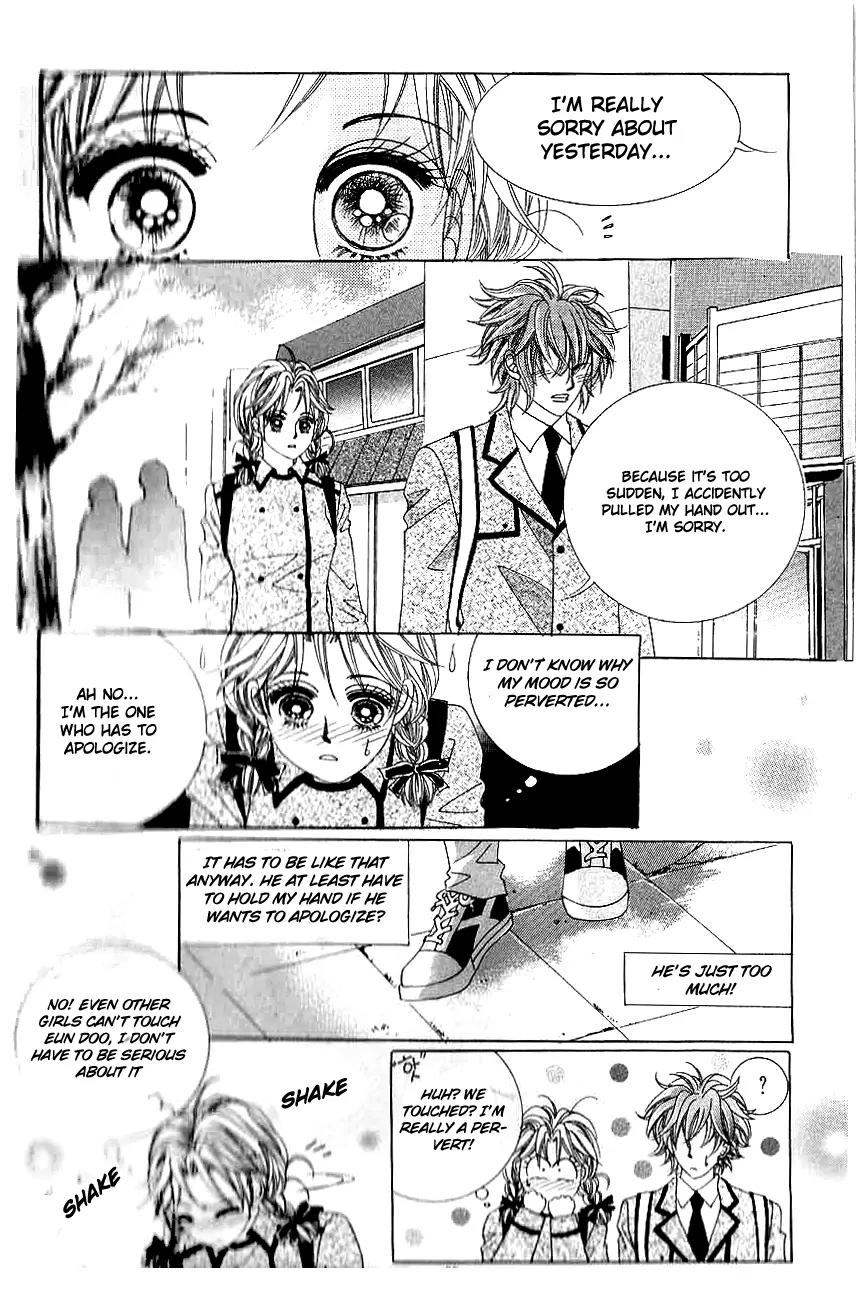 I'M REALLY
SORRY ABOUT
YESTERDAY...
BECAUSE IT'S TOO
SUDDEN, I ACCIDENTLY
PULLED MY HAND OUT...
I'M SORRY.
AH NO...
I'M THE ONE
WHO HAS TO
APOLOGIZE.
I DON'T KNOW WHY
MY MOOD IS SO
PERVERTED...
IT HAS TO BE LIKE THAT
ANYWAY. HE AT LEAST HAVE
TO HOLD MY HAND IF HE
WANTS TO APOLOGIZE?
HE'S JUST TOO
MUCH!
NO! EVEN OTHER
GIRLS CAN'T TOUCH
EUN DOO, I DON'T
HAVE TO BE SERIOUS
ABOUT IT
SHAKE
SHAKE
핫
HUH? WE
TOUCHED? I'M
REALLY A PER-
VERT!
?